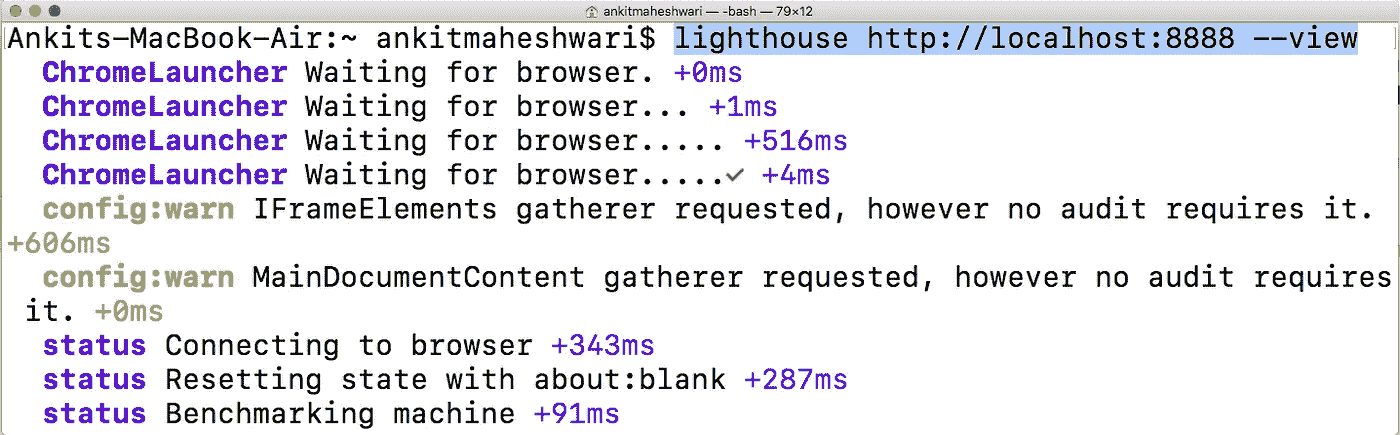 ankitmaheshwari — -bash — 79×12
Ankits-MacBook-Air:~ ankitmaheshwari$ lighthouse http://localhost:8888 --view
ChromeLauncher Waiting for browser. +0ms
ChromeLauncher Waiting for browser... +1ms
ChromeLauncher Waiting for browser..... +516ms
ChromeLauncher Waiting for browser.....✓ +4ms
config:warn IFrameElements gatherer requested, however no audit requires it.
+606ms
config:warn MainDocumentContent gatherer requested, however no audit requires
it. +0ms
status Connecting to browser +343ms
status Resetting state with about:blank +287ms
status Benchmarking machine +91ms